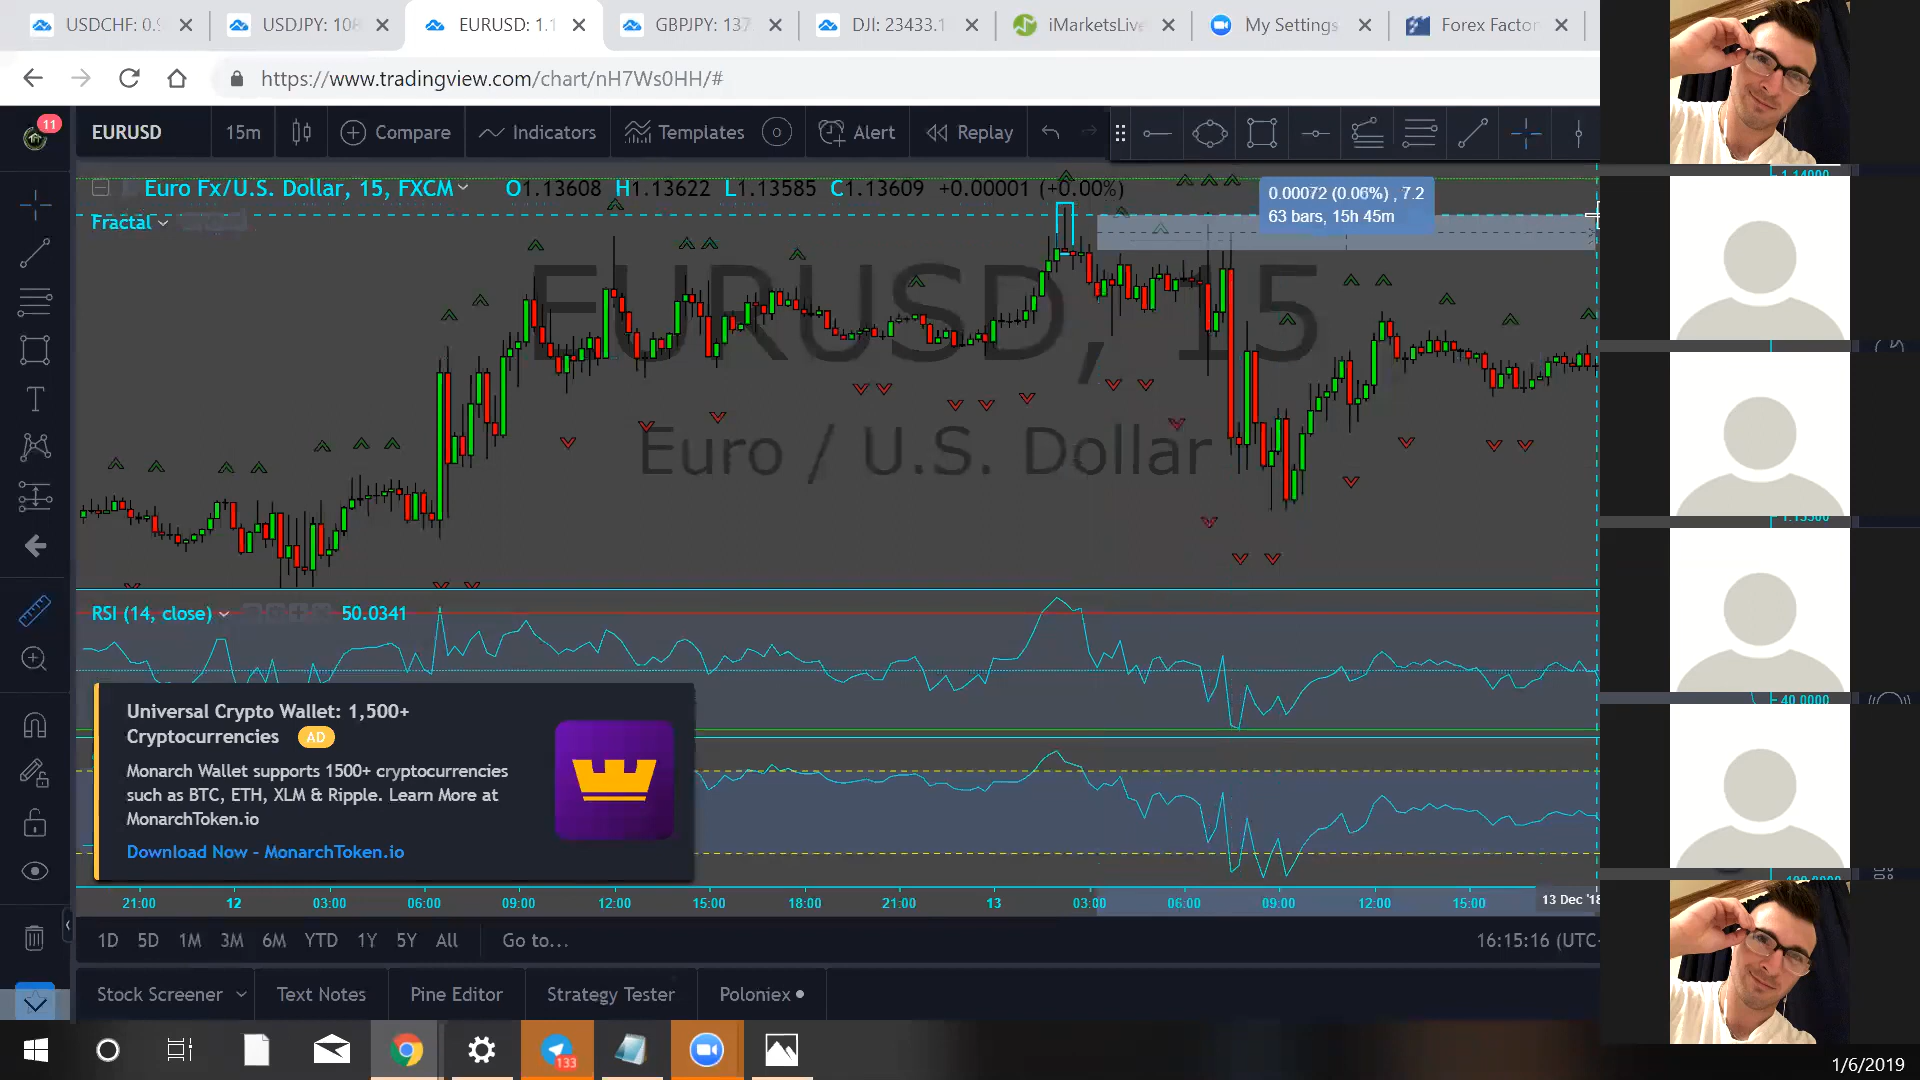 USDCHF: 0.9
USDJPY: 108
EURUSD: 1.1
GBPJPY: 137
DJI: 23433.1
iMarketsLive
My Settings
Forex Factor
https://www.tradingview.com/chart/nH7Ws0HH/#
11
EURUSD
15m
Compare
Indicators
Templates
Alert
Replay
Euro Fx/U.S. Dollar, 15, FXCM
O1.13608 H1.13622 L1.13585 C1.13609 +0.00001 (+0.00%)
Fractal
0.00072 (0.06%) , 7.2
63 bars, 15h 45m
1.14000
EURUSD, 15
Euro / U.S. Dollar
RSI (14, close)
50.0341
40.0000
Universal Crypto Wallet: 1,500+
Cryptocurrencies AD
Monarch Wallet supports 1500+ cryptocurrencies
such as BTC, ETH, XLM & Ripple. Learn More at
MonarchToken.io
Download Now - MonarchToken.io
21:00 12 03:00 06:00 09:00 12:00 15:00 18:00 21:00 13 03:00 06:00 09:00 12:00 15:00 13 Dec '18
1D 5D 1M 3M 6M YTD 1Y 5Y All Go to...
16:15:16 (UTC-
Stock Screener
Text Notes
Pine Editor
Strategy Tester
Poloniex
133
1/6/2019